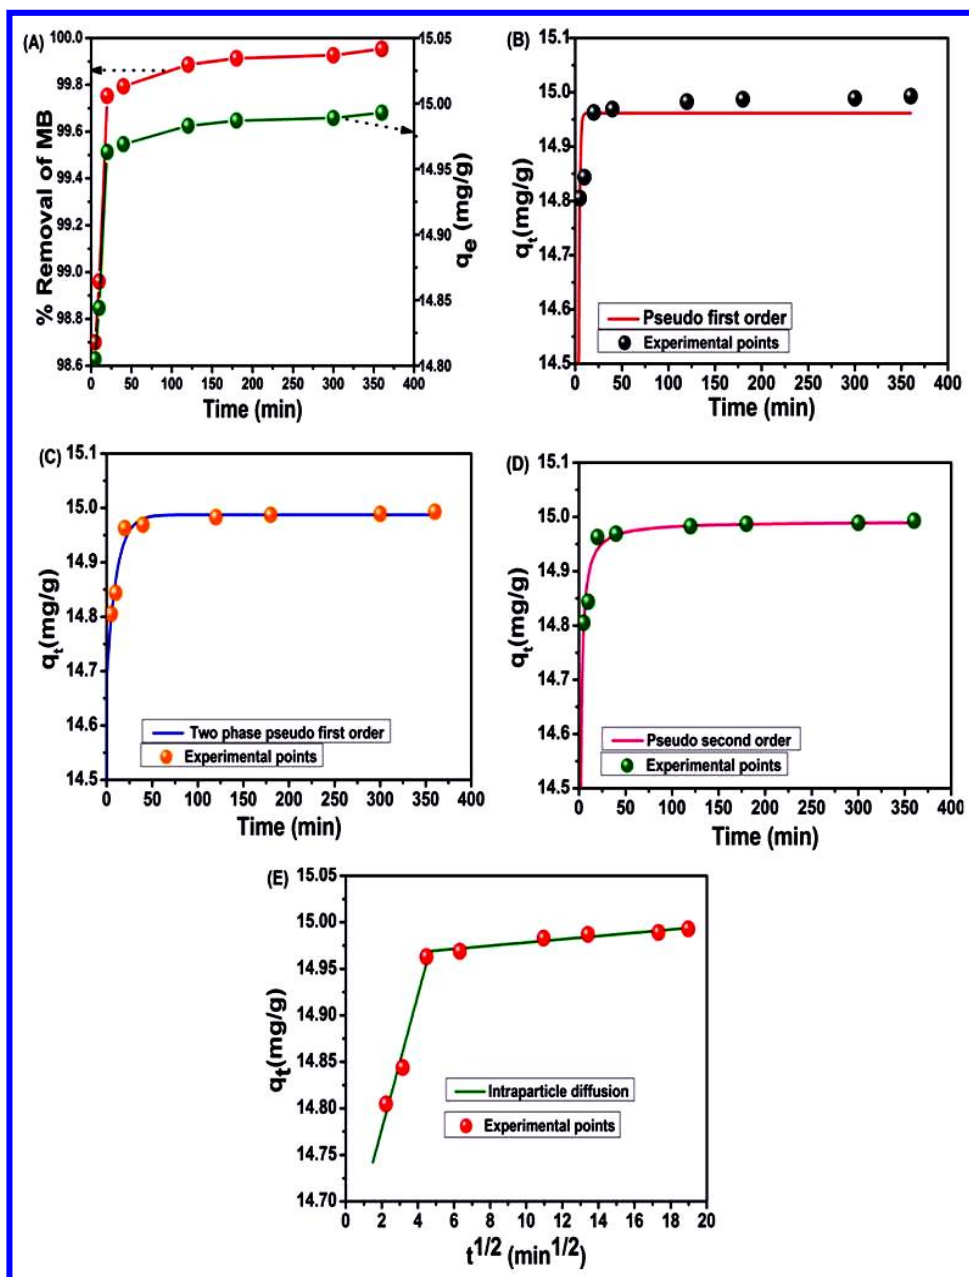 (A)
100.0
99.8
99.6
99.4
99.2
99.0
98.8
98.6
% Removal of MB
0 50 100 150 200 250 300 350 400
Time (min)
15.05
15.00
14.95
14.90
14.85
14.80
qe (mg/g)
(B)
15.1
15.0
14.9
14.8
14.7
14.6
14.5
qt(mg/g)
Pseudo first order
Experimental points
0 50 100 150 200 250 300 350 400
Time (min)
(C)
15.1
15.0
14.9
14.8
14.7
14.6
14.5
qt(mg/g)
Two phase pseudo first order
Experimental points
0 50 100 150 200 250 300 350 400
Time (min)
(D)
15.1
15.0
14.9
14.8
14.7
14.6
14.5
qt(mg/g)
Pseudo second order
Experimental points
0 50 100 150 200 250 300 350 400
Time (min)
(E)
15.05
15.00
14.95
14.90
14.85
14.80
14.75
14.70
qt(mg/g)
Intraparticle diffusion
Experimental points
0 2 4 6 8 10 12 14 16 18 20
t1/2 (min1/2)